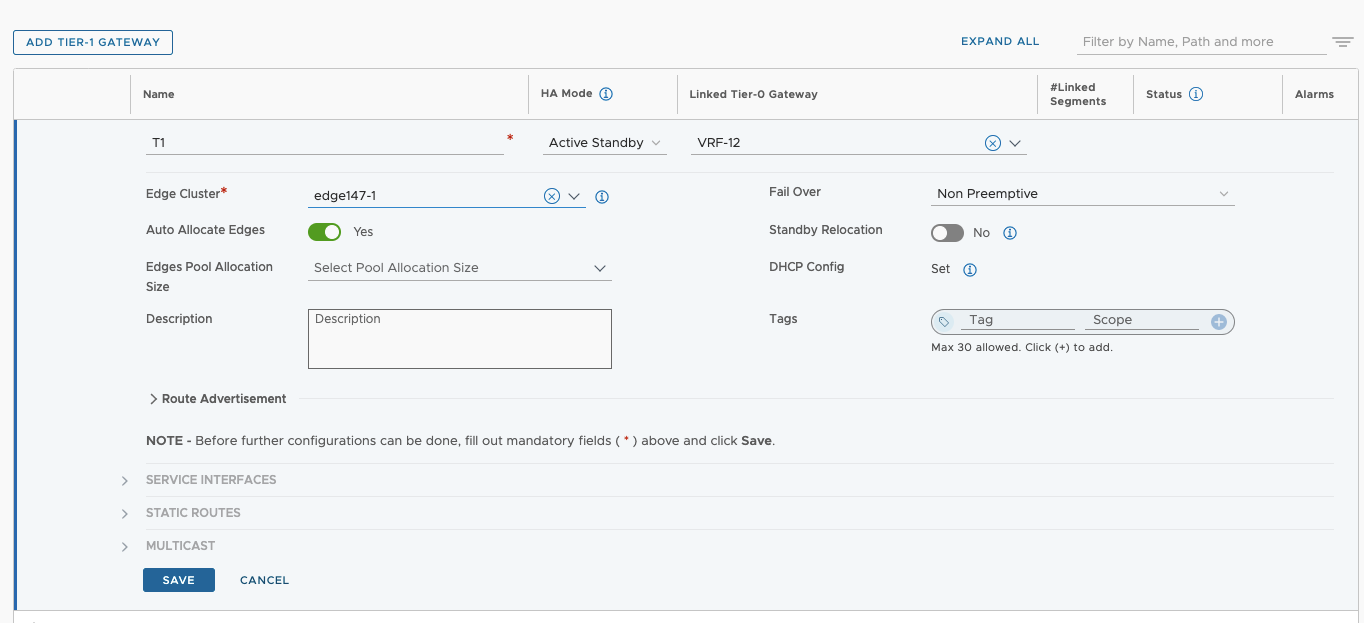 ADD TIER-1 GATEWAY
EXPAND ALL
Filter by Name, Path and more
Name
HA Mode
Linked Tier-0 Gateway
#Linked
Segments
Status
Alarms
T1 *
Active Standby
VRF-12
Edge Cluster*
edge147-1
Fail Over
Non Preemptive
Auto Allocate Edges
Yes
Standby Relocation
No
Edges Pool Allocation
Size
Select Pool Allocation Size
DHCP Config
Set
Description
Description
Tags
Tag
Scope
Max 30 allowed. Click (+) to add.
Route Advertisement
NOTE - Before further configurations can be done, fill out mandatory fields ( * ) above and click Save.
SERVICE INTERFACES
STATIC ROUTES
MULTICAST
SAVE
CANCEL